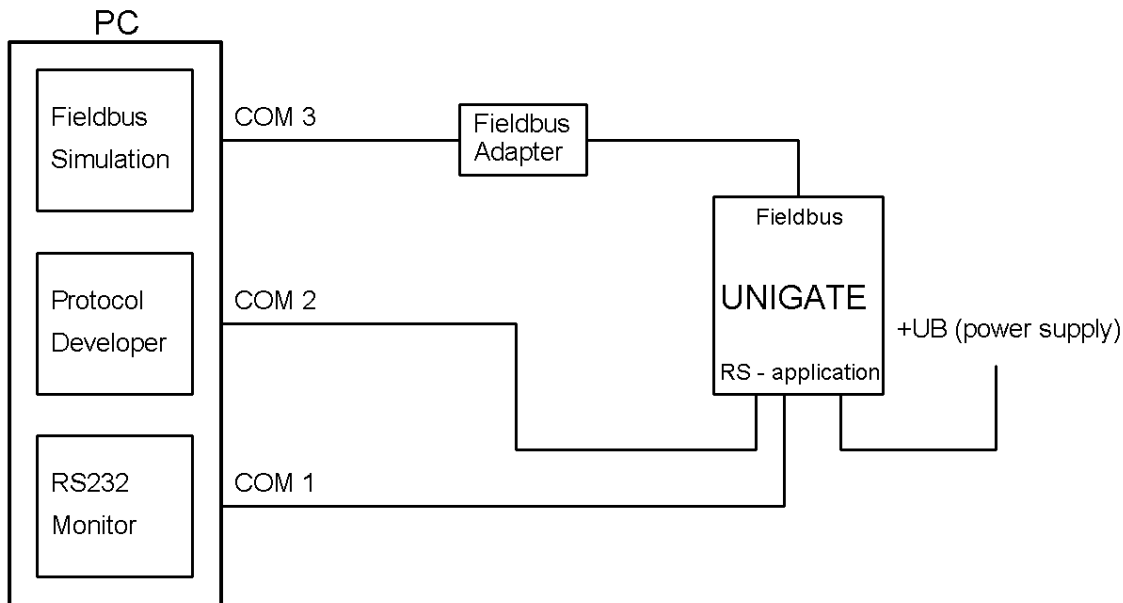 PC
Fieldbus
Simulation
COM 3
Fieldbus
Adapter
Fieldbus
UNIGATE
RS - application
+UB (power supply)
Protocol
Developer
COM 2
RS232
Monitor
COM 1